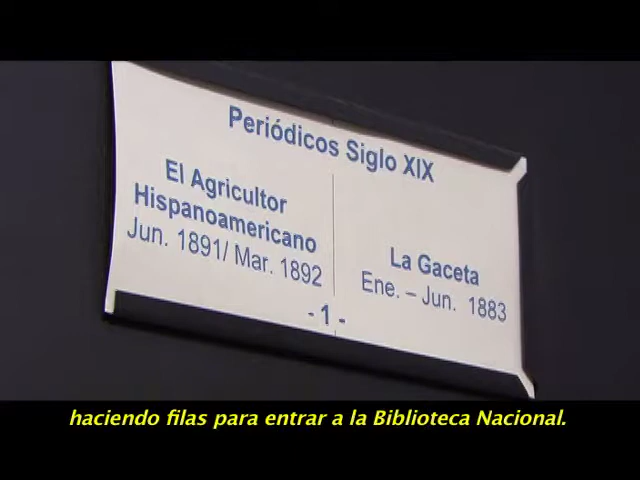 Periódicos Siglo XIX
El Agricultor
Hispanoamericano
Jun. 1891/ Mar. 1892
La Gaceta
Ene. – Jun. 1883
- 1 -
haciendo filas para entrar a la Biblioteca Nacional.